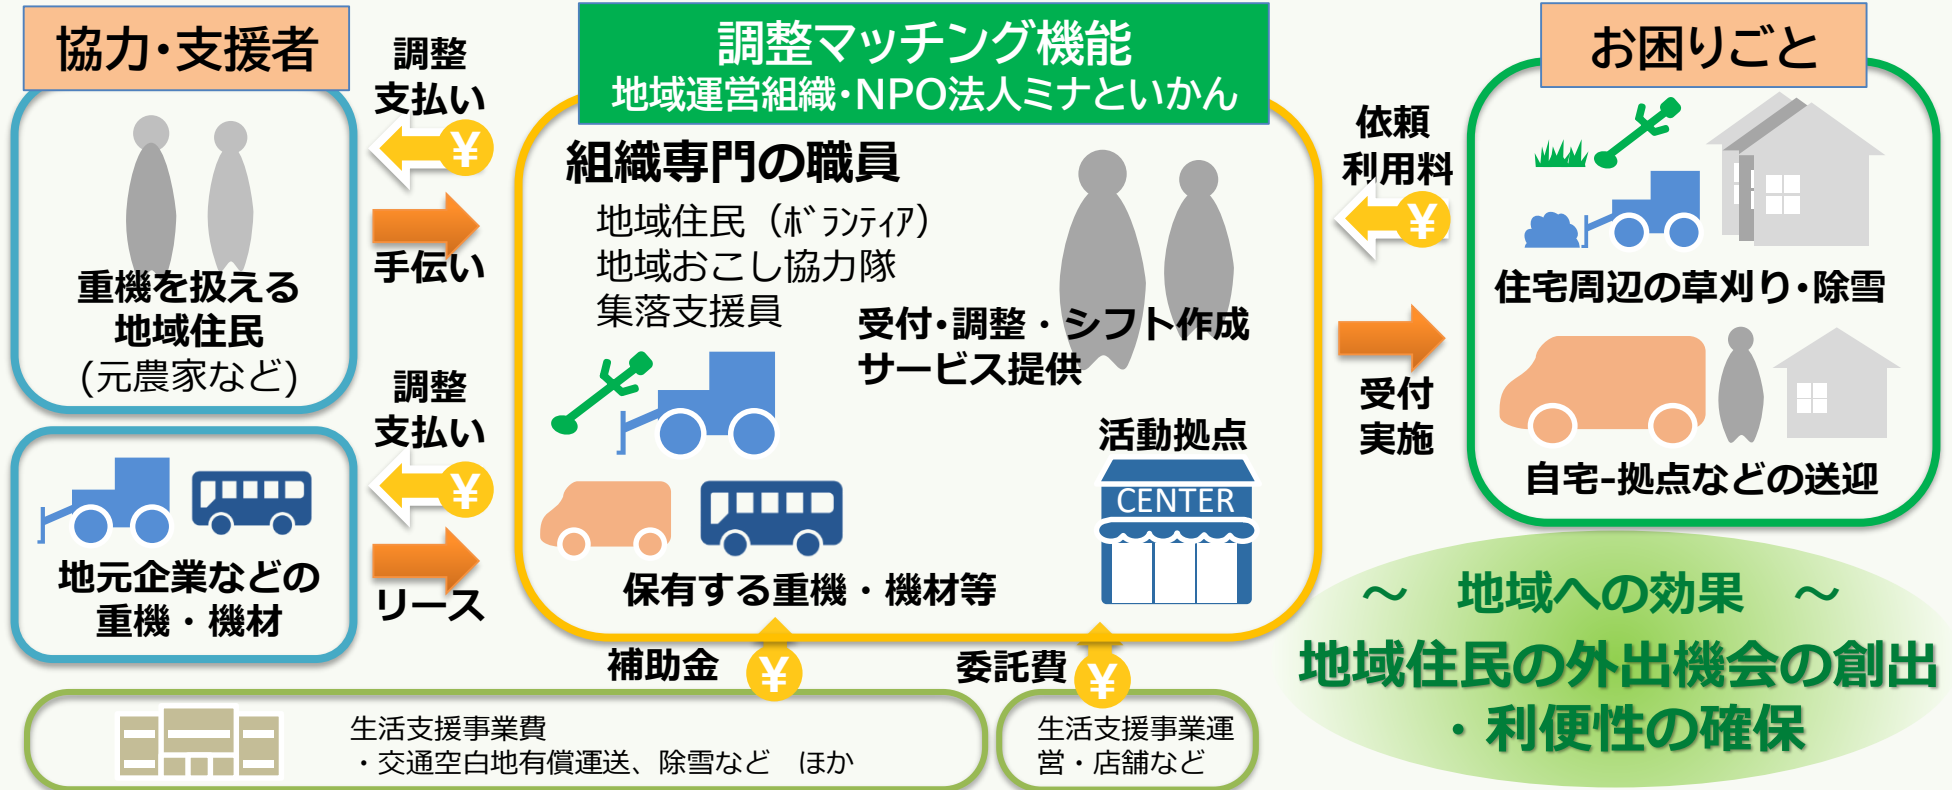 協力・支援者
重機を扱える
地域住民
(元農家など)
地元企業などの
重機・機材
調整
支払い
¥
手伝い
調整
支払い
¥
リース
調整マッチング機能
地域運営組織・NPO法人ミナといかん
組織専門の職員
地域住民（ﾎﾞﾗﾝﾃｨｱ）
地域おこし協力隊
集落支援員
受付・調整・シフト作成
サービス提供
活動拠点
CENTER
保有する重機・機材等
依頼
利用料
¥
受付
実施
お困りごと
住宅周辺の草刈り・除雪
自宅-拠点などの送迎
補助金
¥
委託費
¥
生活支援事業費
・交通空白地有償運送、除雪など　ほか
生活支援事業運
営・店舗など
～　地域への効果　～
地域住民の外出機会の創出
・利便性の確保